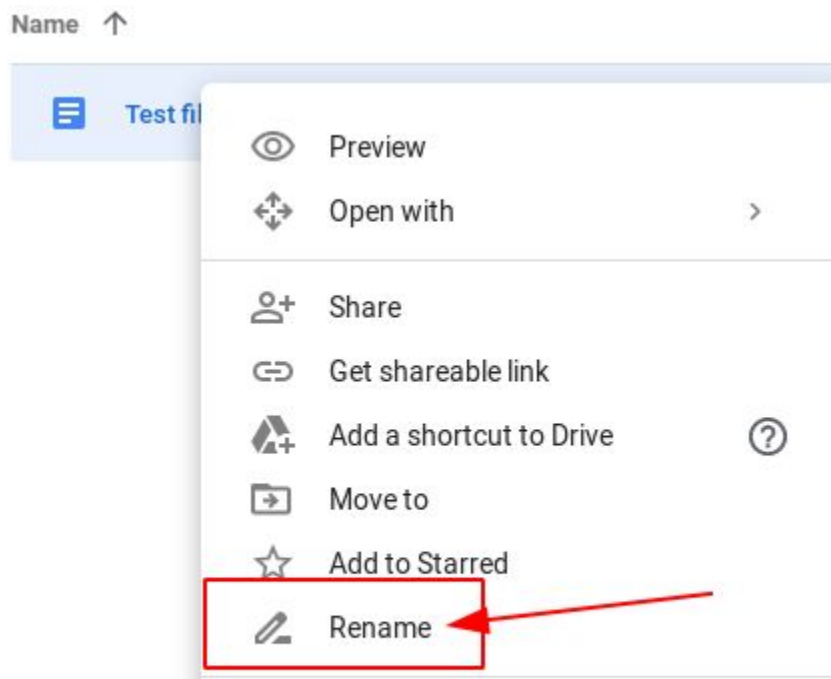 Name
Test
Preview
Open with
Share
Get shareable link
Add a shortcut to Drive
Move to
Add to Starred
Rename